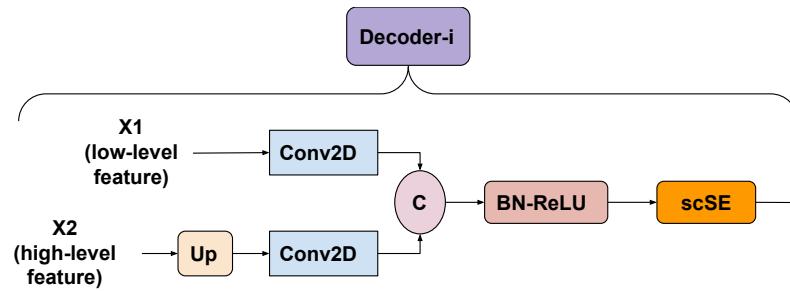 Decoder-i
X1
(low-level
feature)
Conv2D
C
BN-ReLU
scSE
X2
(high-level
feature)
Up
Conv2D